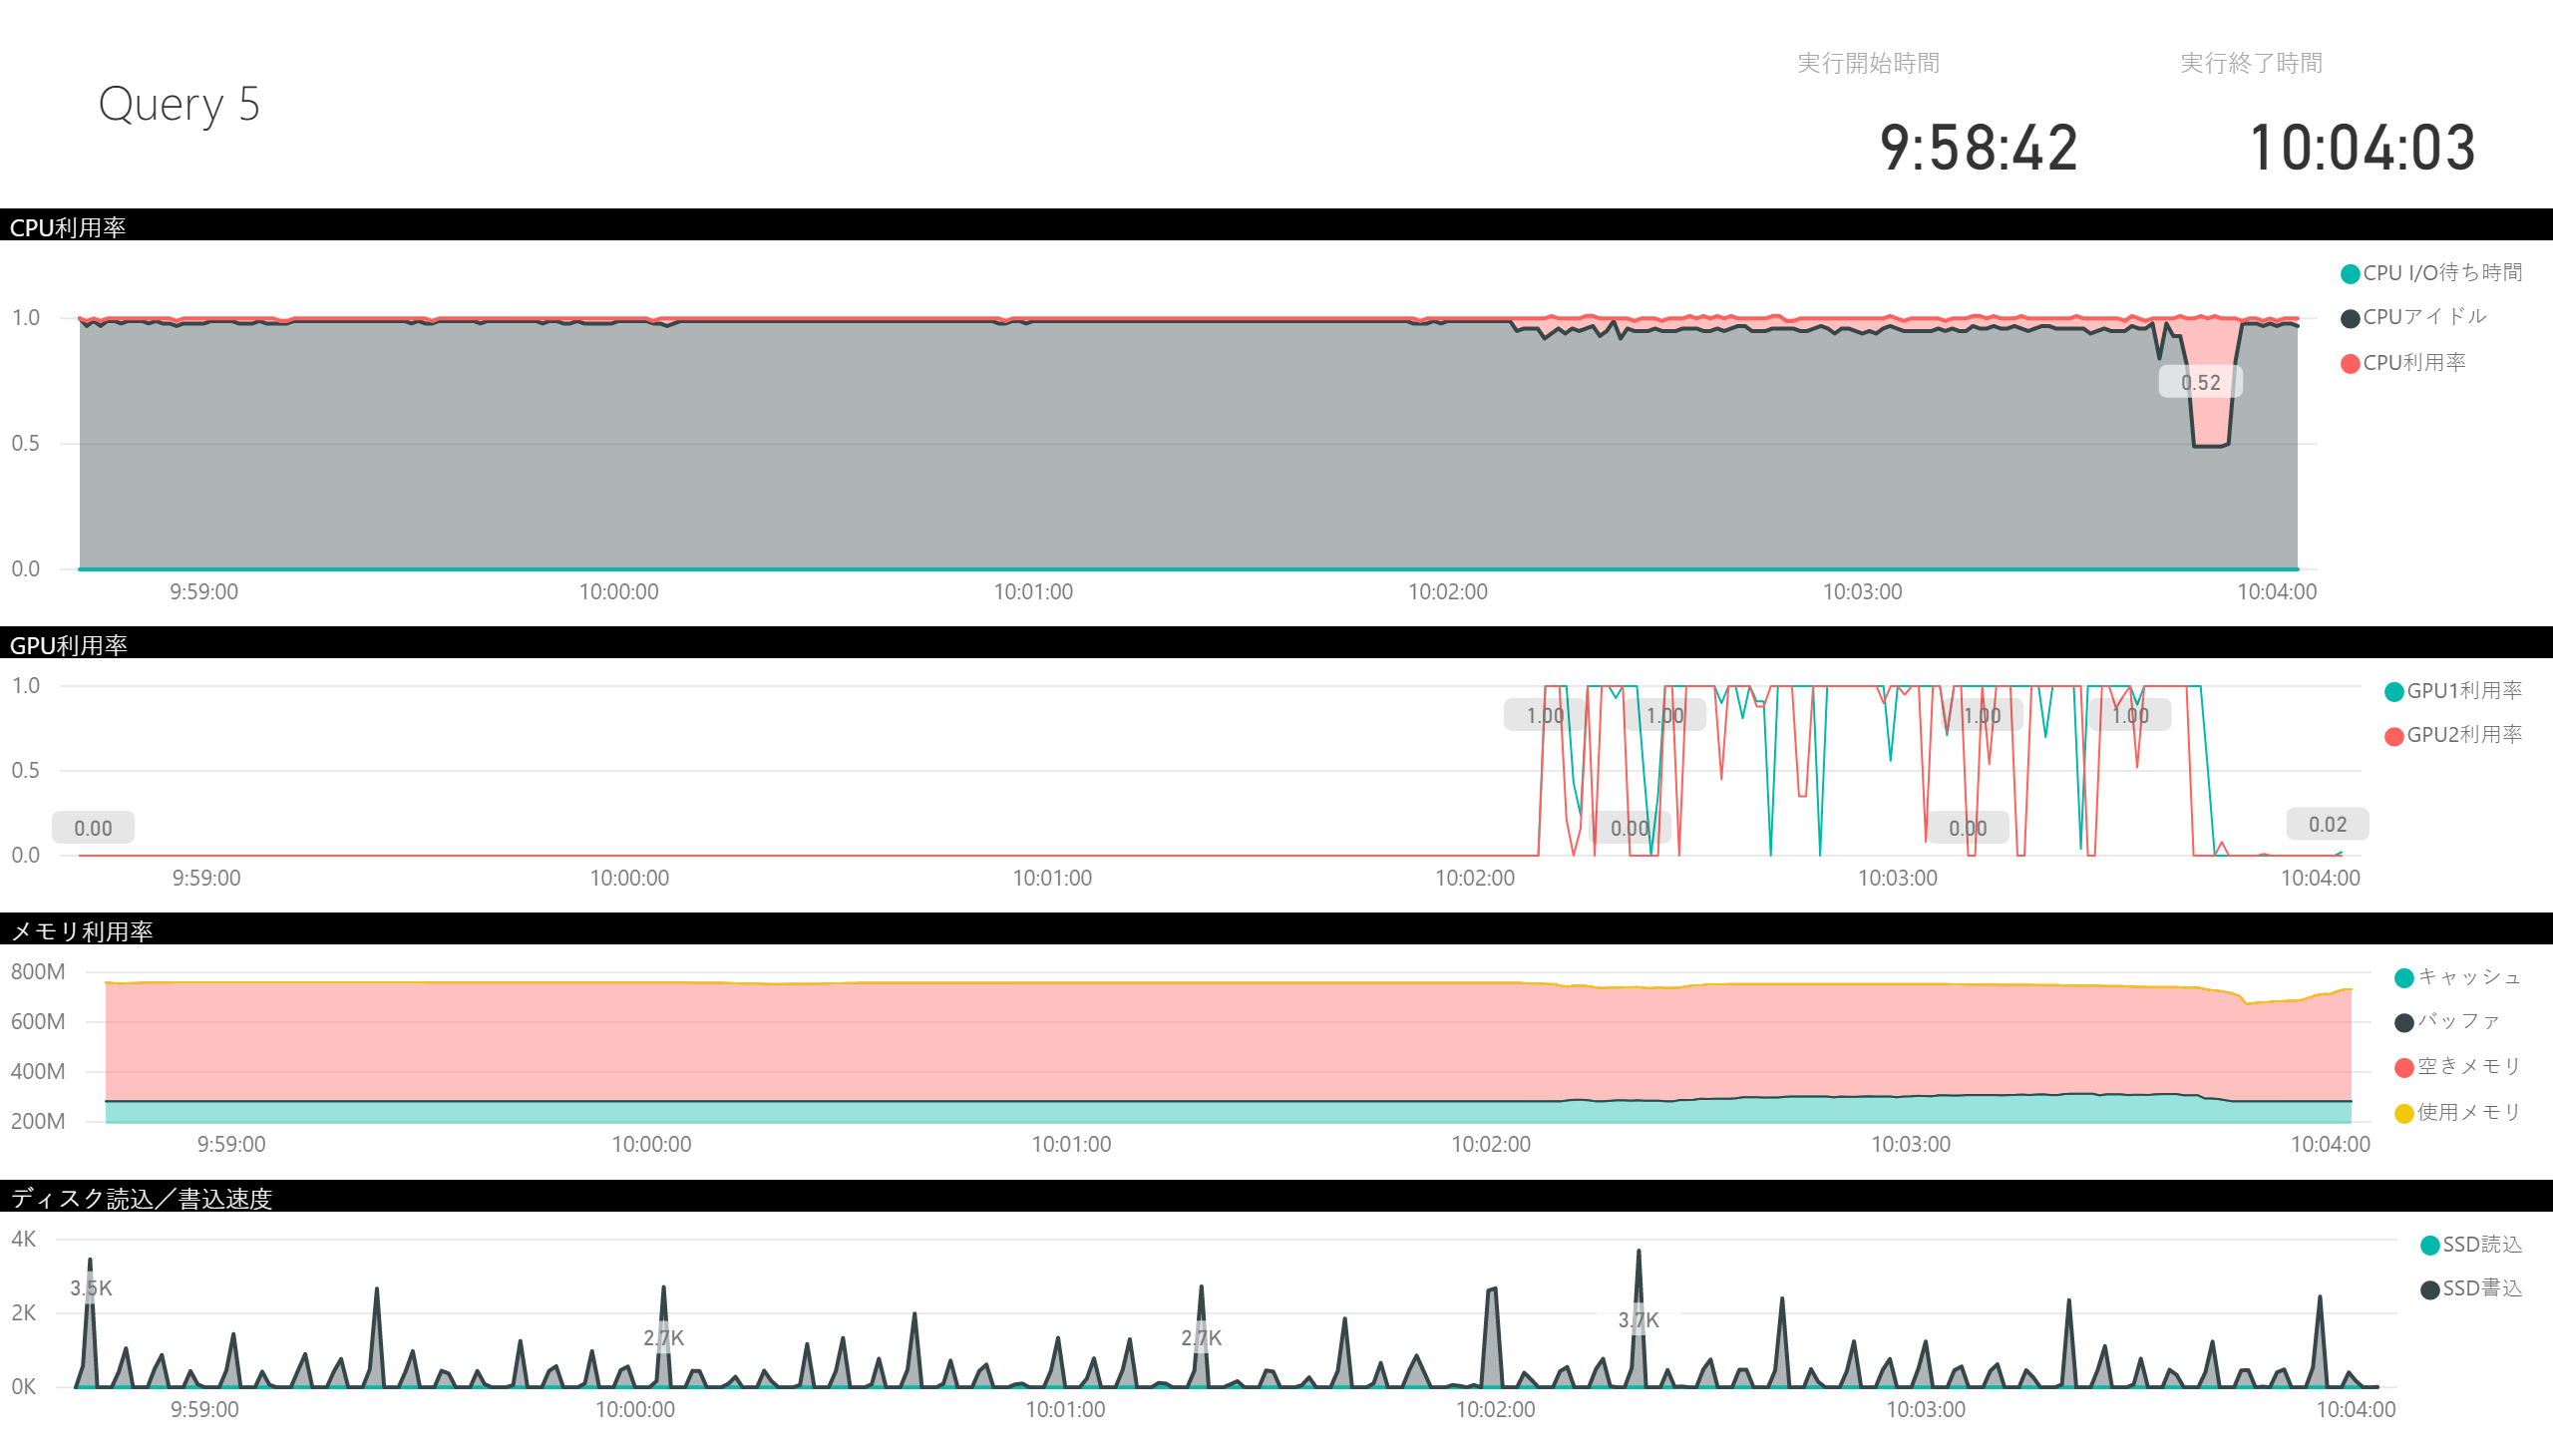 Query 5
実行開始時間
実行終了時間
9:58:42
10:04:03
CPU利用率
CPU I/O待ち時間
CPUアイドル
CPU利用率
1.0
0.5
0.0
0.52
9:59:00 10:00:00 10:01:00 10:02:00 10:03:00 10:04:00
GPU利用率
GPU1利用率
GPU2利用率
1.0
0.5
0.0
1.00 1.00 1.00 1.00
0.00 0.00 0.00 0.02
9:59:00 10:00:00 10:01:00 10:02:00 10:03:00 10:04:00
メモリ利用率
キャッシュ
バッファ
空きメモリ
使用メモリ
800M
600M
400M
200M
9:59:00 10:00:00 10:01:00 10:02:00 10:03:00 10:04:00
ディスク読込／書込速度
SSD読込
SSD書込
4K
2K
0K
3.5K 2.7K 2.7K 3.7K
9:59:00 10:00:00 10:01:00 10:02:00 10:03:00 10:04:00